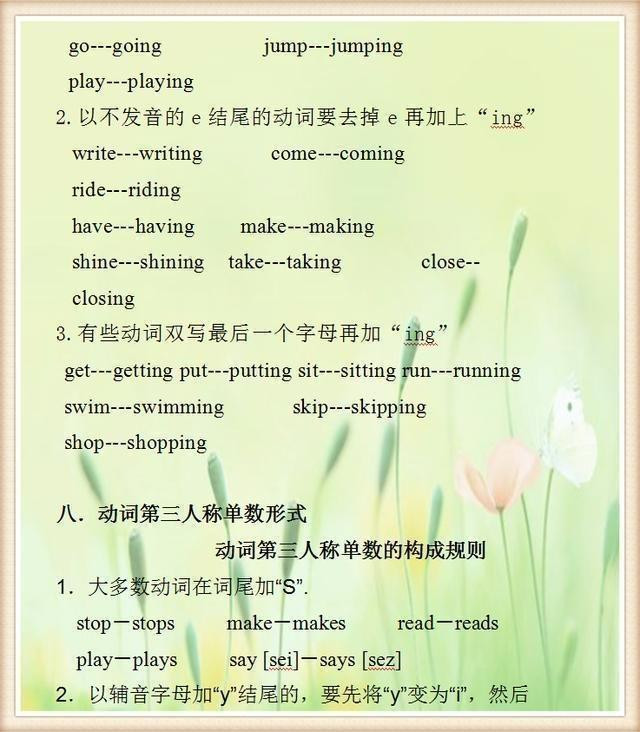 go---going jump---jumping
play---playing
2. 以不发音的 e 结尾的动词要去掉 e 再加上“ing”
write---writing come---coming
ride---riding
have---having make---making
shine---shining take---taking close--
closing
3. 有些动词双写最后一个字母再加“ing”
get---getting put---putting sit---sitting run---running
swim---swimming skip---skipping
shop---shopping
八．动词第三人称单数形式
动词第三人称单数的构成规则
1．大多数动词在词尾加“S”.
stop－stops make－makes read－reads
play－plays say [sei]－says [sez]
2．以辅音字母加“y”结尾的，要先将“y”变为“i”，然后